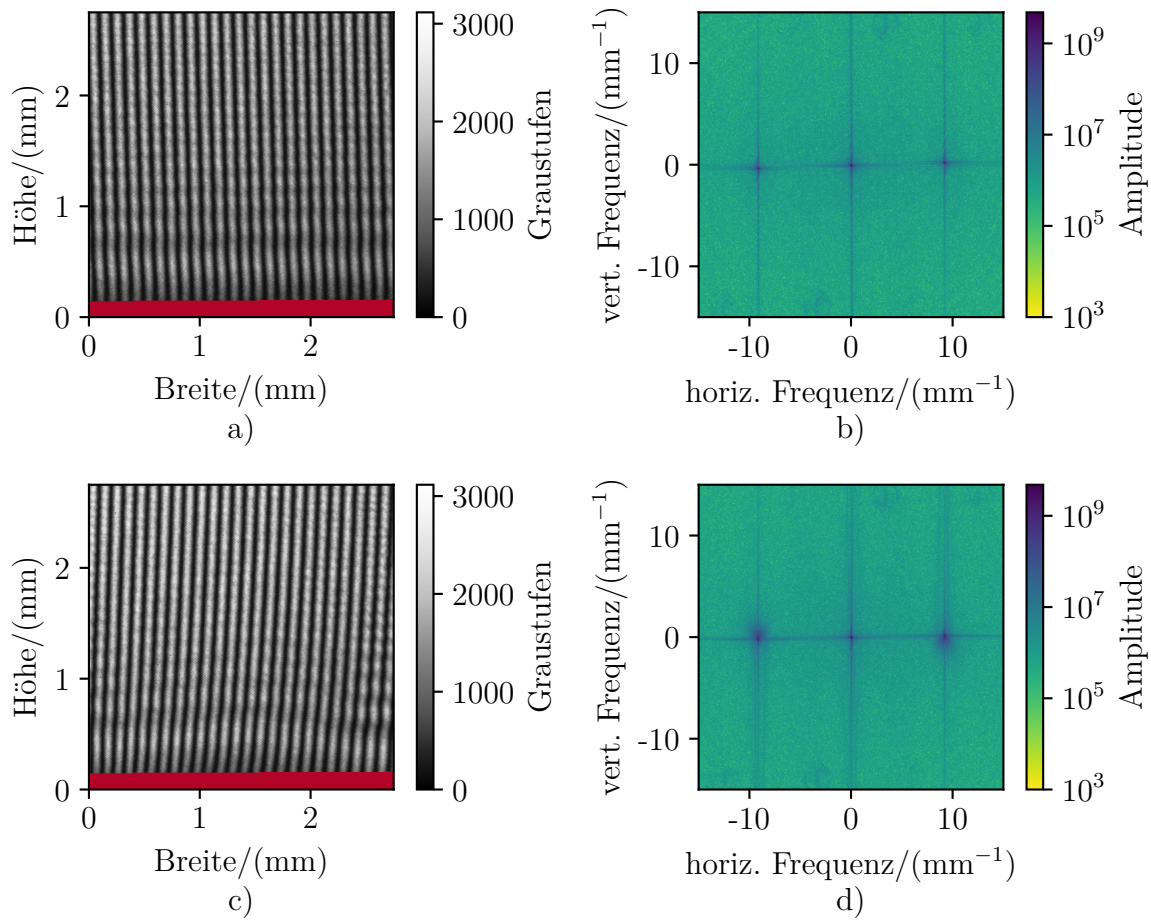 Höhe/(mm)
2
1
0
0 1 2
Breite/(mm)
a)
3000
2000
1000
0
Graustufen
vert. Frequenz/(mm⁻¹)
10
0
-10
-10 0 10
horiz. Frequenz/(mm⁻¹)
b)
10⁹
10⁷
10⁵
10³
Amplitude
Höhe/(mm)
2
1
0
0 1 2
Breite/(mm)
c)
3000
2000
1000
0
Graustufen
vert. Frequenz/(mm⁻¹)
10
0
-10
-10 0 10
horiz. Frequenz/(mm⁻¹)
d)
10⁹
10⁷
10⁵
10³
Amplitude